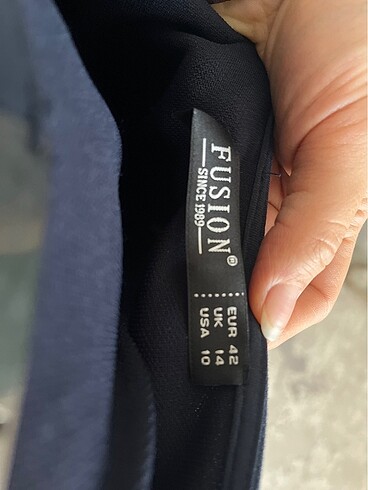 FUSION®
SINCE 1989
EUR 42
UK 14
USA 10